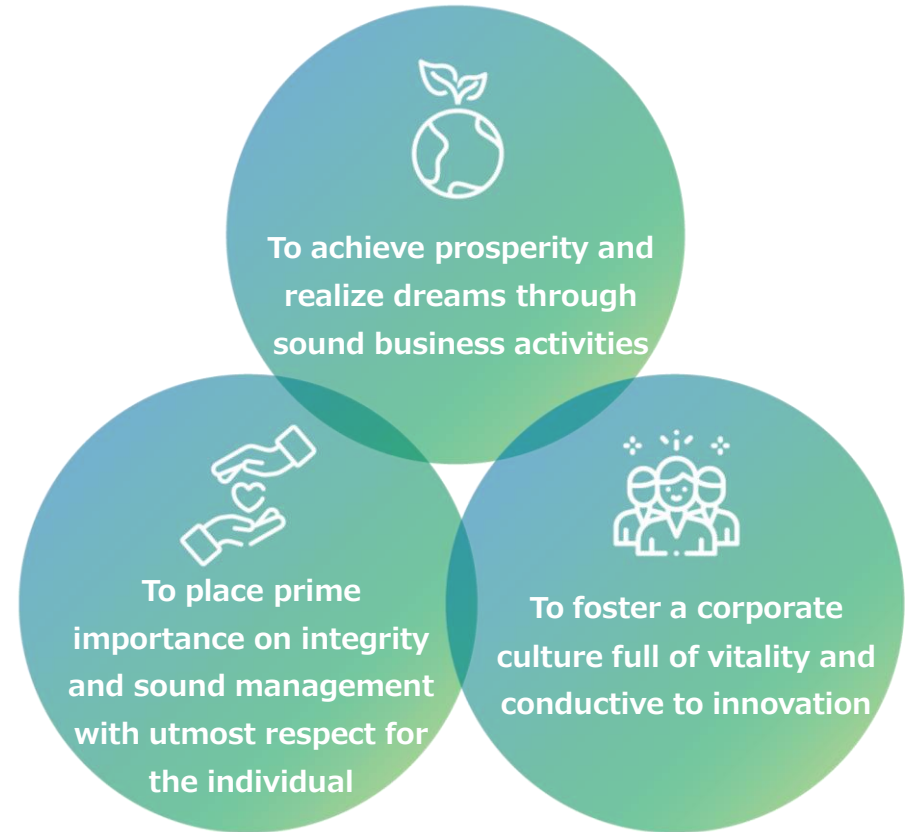 To achieve prosperity and
realize dreams through
sound business activities
To place prime
importance on integrity
and sound management
with utmost respect for
the individual
To foster a corporate
culture full of vitality and
conductive to innovation